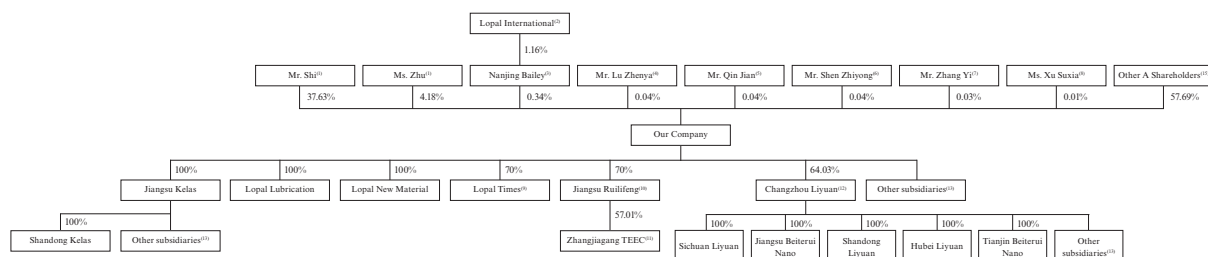 Lopal International(2)
1.16%
Mr. Shi(1) Ms. Zhu(1) Nanjing Bailey(3) Mr. Lu Zhenya(4) Mr. Qin Jian(5) Mr. Shen Zhiyong(6) Mr. Zhang Yi(7) Ms. Xu Suxia(8) Other A Shareholders(15)
37.63% 4.18% 0.34% 0.04% 0.04% 0.04% 0.03% 0.01% 57.69%
Our Company
100% 100% 100% 70% 70% 64.03%
Jiangsu Kelas Lopal Lubrication Lopal New Material Lopal Times(9) Jiangsu Ruilifeng(10) Changzhou Liyuan(12) Other subsidiaries(13)
100% 57.01% 100% 100% 100% 100% 100%
Shandong Kelas Other subsidiaries(13) Zhangjiagang TEEC(11) Sichuan Liyuan Jiangsu Beiterui Nano Shandong Liyuan Hubei Liyuan Tianjin Beiterui Nano Other subsidiaries(13)